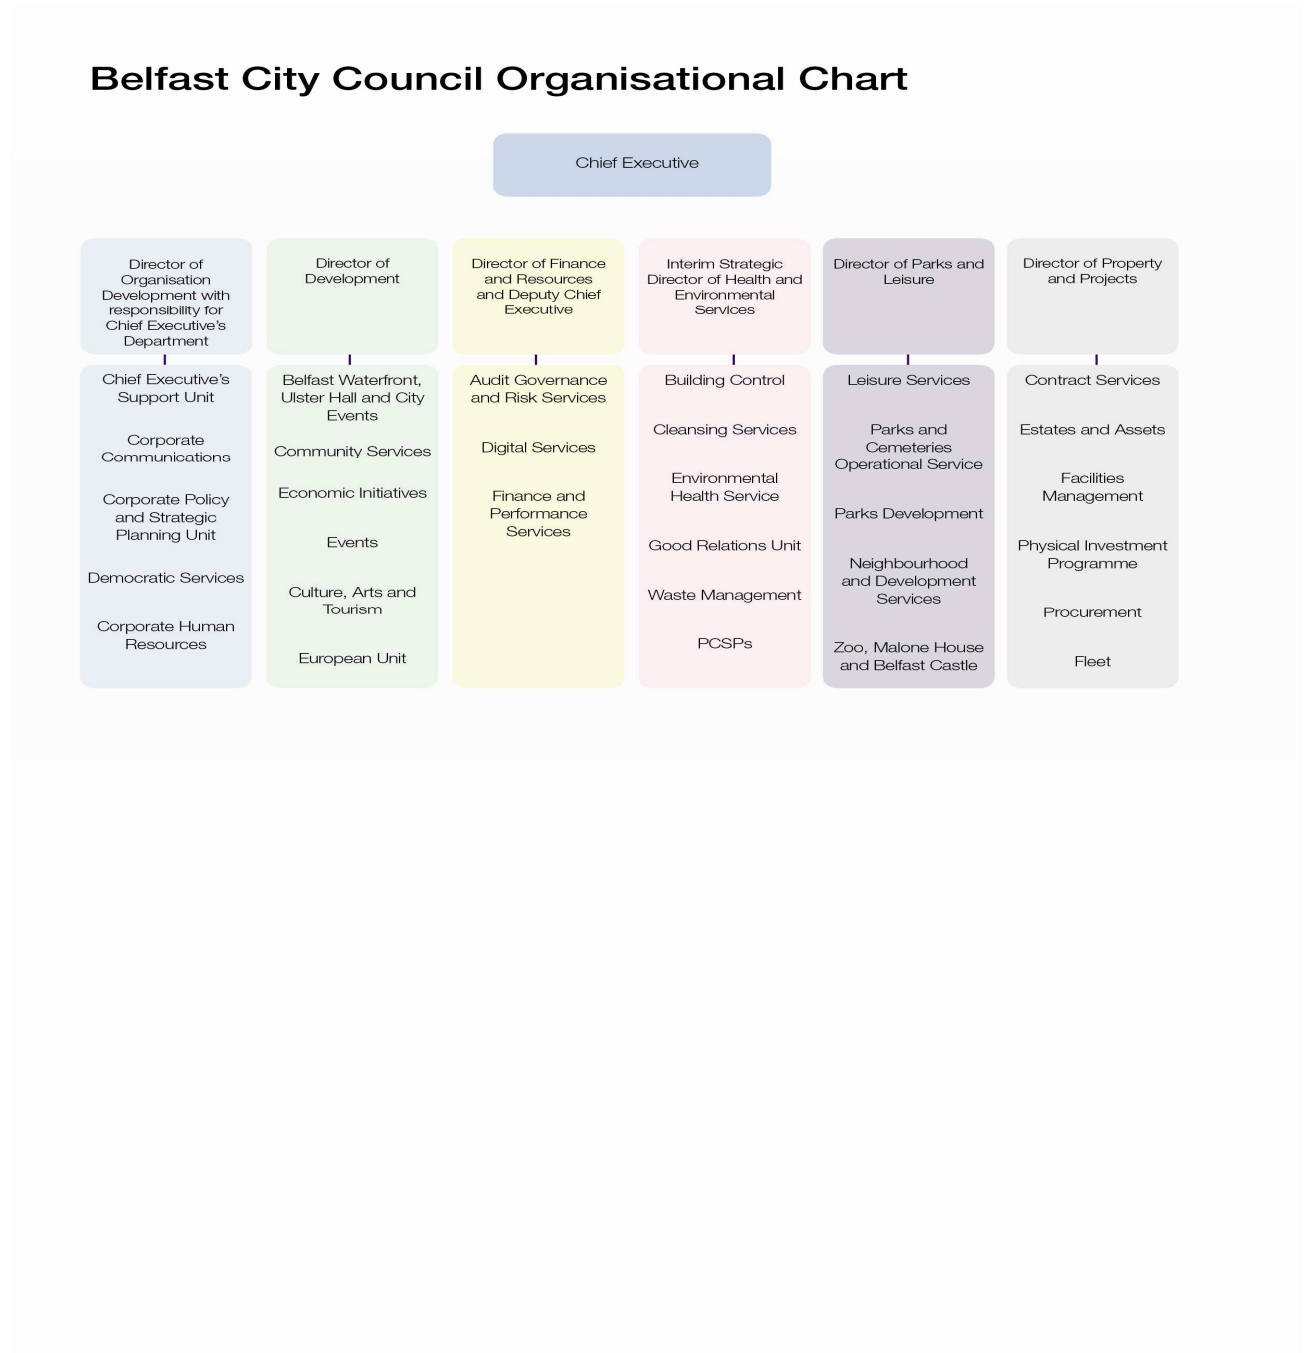 Belfast City Council Organisational Chart
Chief Executive
Director of
Organisation
Development with
responsibility for
Chief Executive’s
Department
Chief Executive’s
Support Unit
Corporate
Communications
Corporate Policy
and Strategic
Planning Unit
Democratic Services
Corporate Human
Resources
Director of
Development
Belfast Waterfront,
Ulster Hall and City
Events
Community Services
Economic Initiatives
Events
Culture, Arts and
Tourism
European Unit
Director of Finance
and Resources
and Deputy Chief
Executive
Audit Governance
and Risk Services
Digital Services
Finance and
Performance
Services
Interim Strategic
Director of Health and
Environmental
Services
Building Control
Cleansing Services
Environmental
Health Service
Good Relations Unit
Waste Management
PCSPs
Director of Parks and
Leisure
Leisure Services
Parks and
Cemeteries
Operational Service
Parks Development
Neighbourhood
and Development
Services
Zoo, Malone House
and Belfast Castle
Director of Property
and Projects
Contract Services
Estates and Assets
Facilities
Management
Physical Investment
Programme
Procurement
Fleet